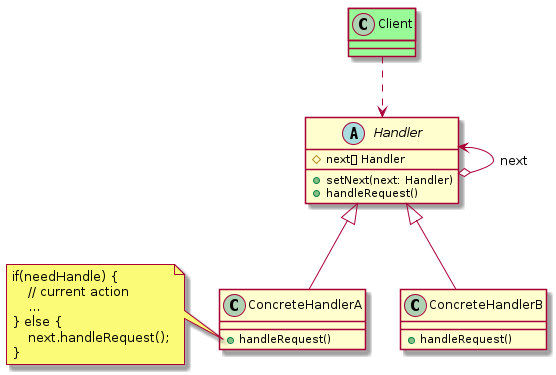 C Client
A Handler
next[] Handler
setNext(next: Handler)
handleRequest()
next
if(needHandle) {
// current action
...
} else {
next.handleRequest();
}
C ConcreteHandlerA
handleRequest()
C ConcreteHandlerB
handleRequest()